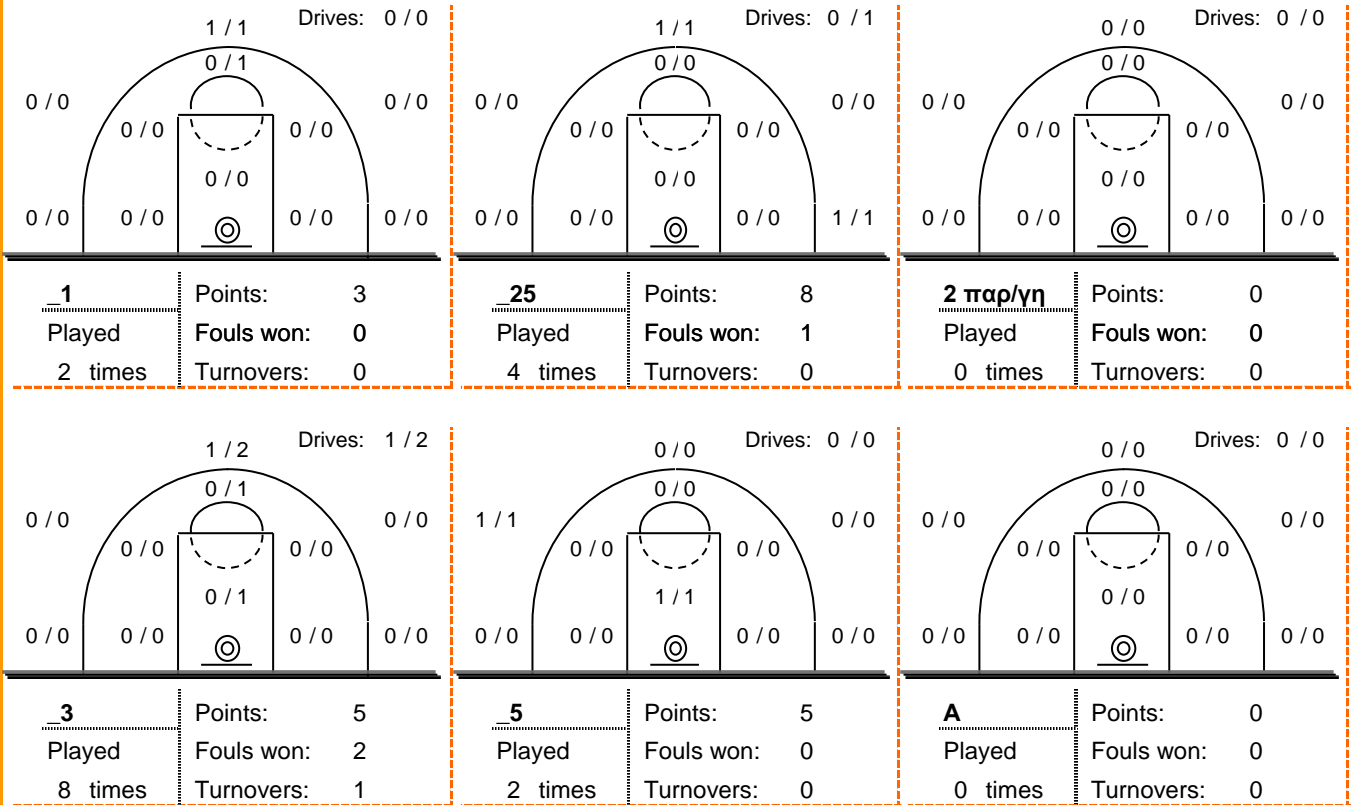 Drives: 0 / 0
1 / 1
0 / 1
0 / 0 0 / 0
0 / 0 0 / 0
0 / 0
0 / 0 0 / 0 0 / 0 0 / 0
_1
Played
2 times
Points: 3
Fouls won: 0
Turnovers: 0
Drives: 0 / 1
1 / 1
0 / 0
0 / 0 0 / 0
0 / 0 0 / 0
0 / 0
0 / 0 0 / 0 0 / 0 1 / 1
_25
Played
4 times
Points: 8
Fouls won: 1
Turnovers: 0
Drives: 0 / 0
0 / 0
0 / 0
0 / 0 0 / 0
0 / 0 0 / 0
0 / 0
0 / 0 0 / 0 0 / 0 0 / 0
2 παρ/γη
Played
0 times
Points: 0
Fouls won: 0
Turnovers: 0
Drives: 1 / 2
1 / 2
0 / 1
0 / 0 0 / 0
0 / 0 0 / 0
0 / 1
0 / 0 0 / 0 0 / 0 0 / 0
_3
Played
8 times
Points: 5
Fouls won: 2
Turnovers: 1
Drives: 0 / 0
0 / 0
0 / 0
1 / 1 0 / 0
0 / 0 0 / 0
1 / 1
0 / 0 0 / 0 0 / 0 0 / 0
_5
Played
2 times
Points: 5
Fouls won: 0
Turnovers: 0
Drives: 0 / 0
0 / 0
0 / 0
0 / 0 0 / 0
0 / 0 0 / 0
0 / 0
0 / 0 0 / 0 0 / 0 0 / 0
A
Played
0 times
Points: 0
Fouls won: 0
Turnovers: 0